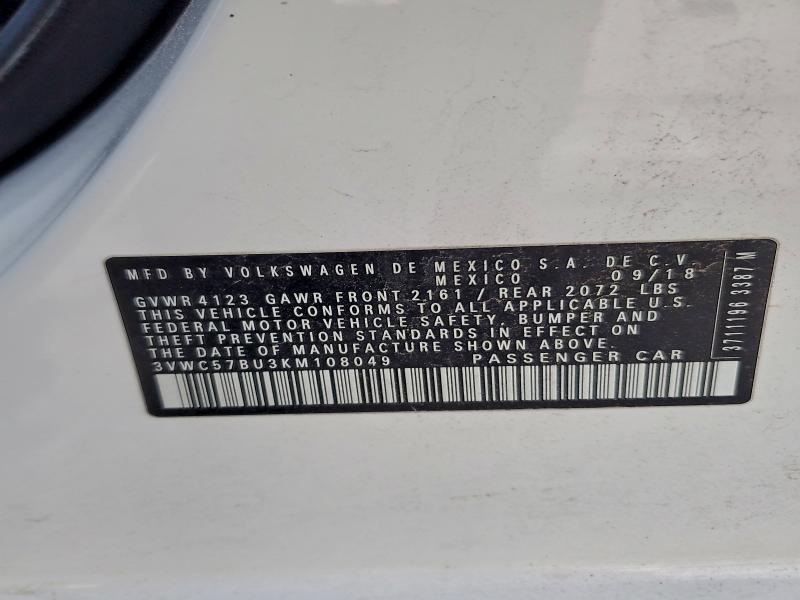 MFD BY VOLKSWAGEN DE MEXICO S.A. DE C.V.
MEXICO 09/18
GVWR 4123 GAWR FRONT 2161 / REAR 2072 LBS
THIS VEHICLE CONFORMS TO ALL APPLICABLE U.S.
FEDERAL MOTOR VEHICLE SAFETY, BUMPER AND
THEFT PREVENTION STANDARDS IN EFFECT ON
THE DATE OF MANUFACTURE SHOWN ABOVE.
3VWC57BU3KM108049 PASSENGER CAR
3711196 3387 M